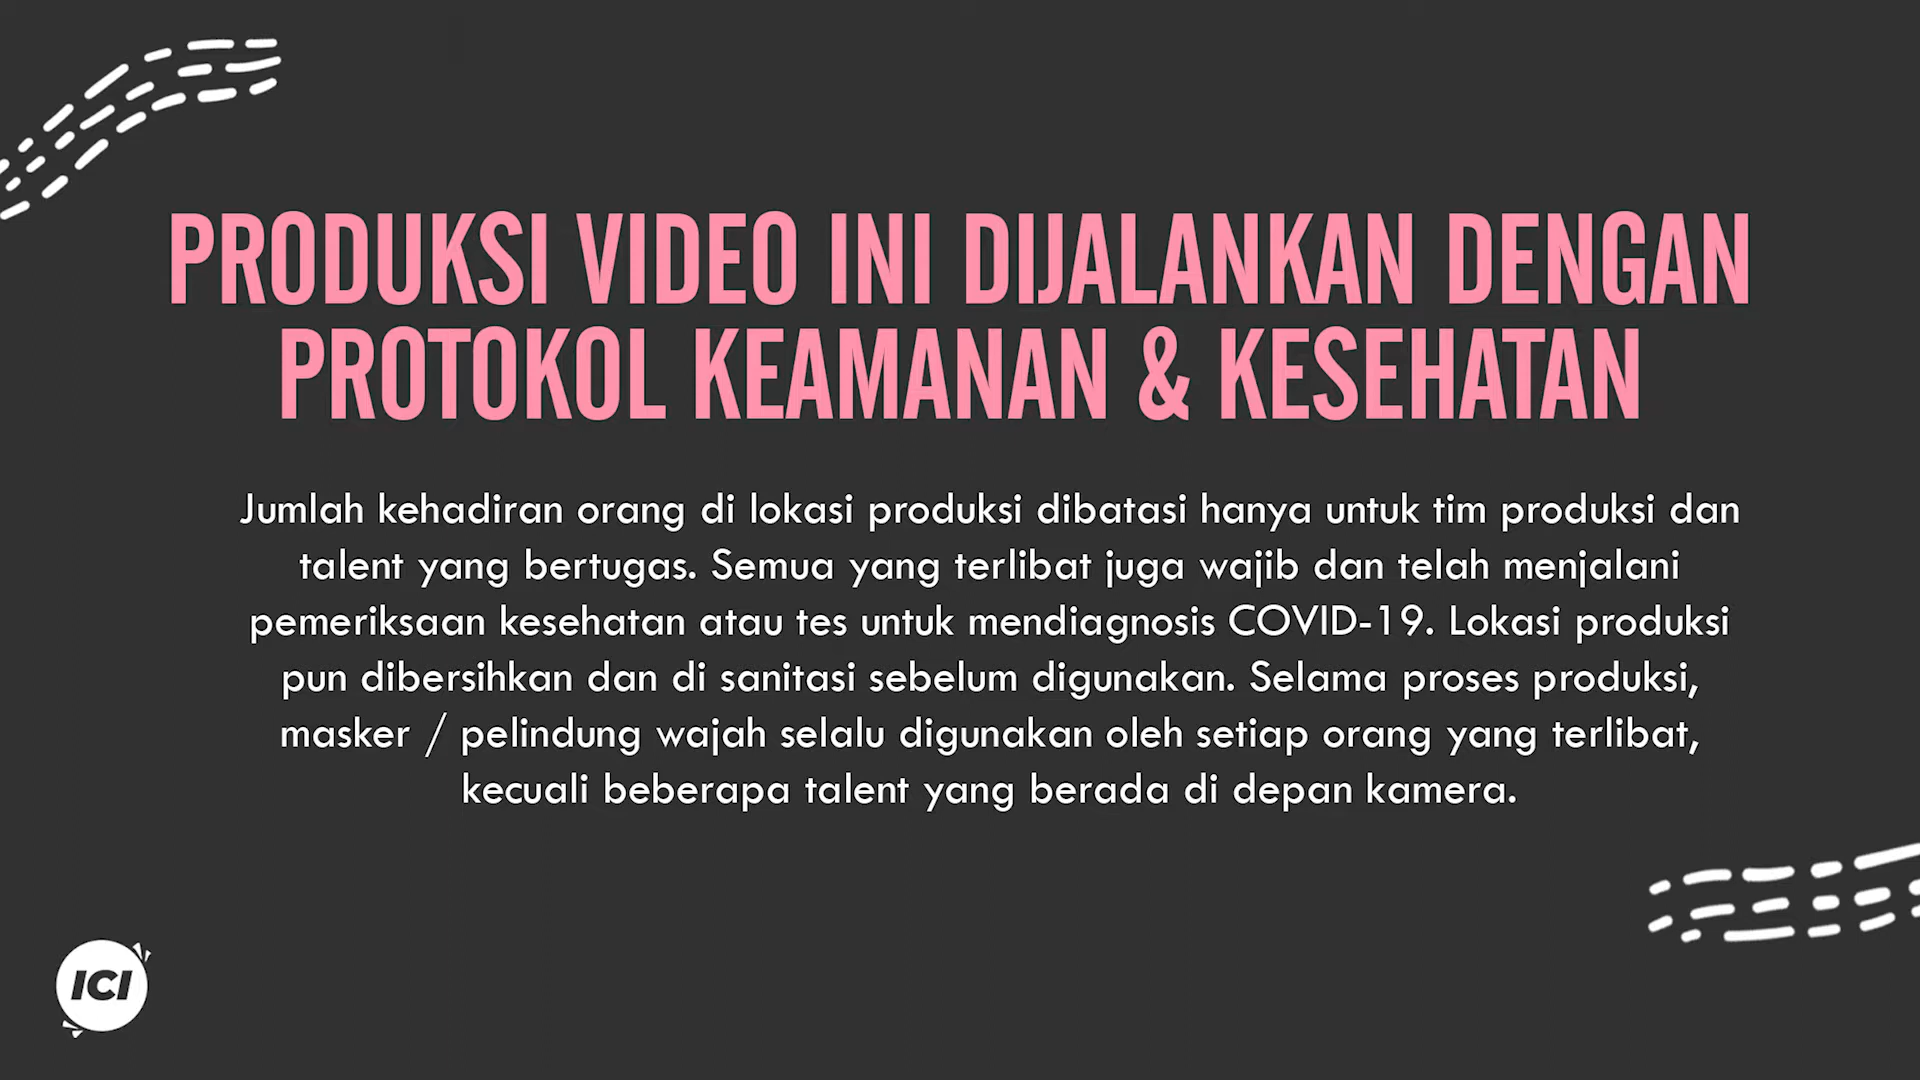 PRODUKSI VIDEO INI DIJALANKAN DENGAN
PROTOKOL KEAMANAN & KESEHATAN
Jumlah kehadiran orang di lokasi produksi dibatasi hanya untuk tim produksi dan
talent yang bertugas. Semua yang terlibat juga wajib dan telah menjalani
pemeriksaan kesehatan atau tes untuk mendiagnosis COVID-19. Lokasi produksi
pun dibersihkan dan di sanitasi sebelum digunakan. Selama proses produksi,
masker / pelindung wajah selalu digunakan oleh setiap orang yang terlibat,
kecuali beberapa talent yang berada di depan kamera.
ICI